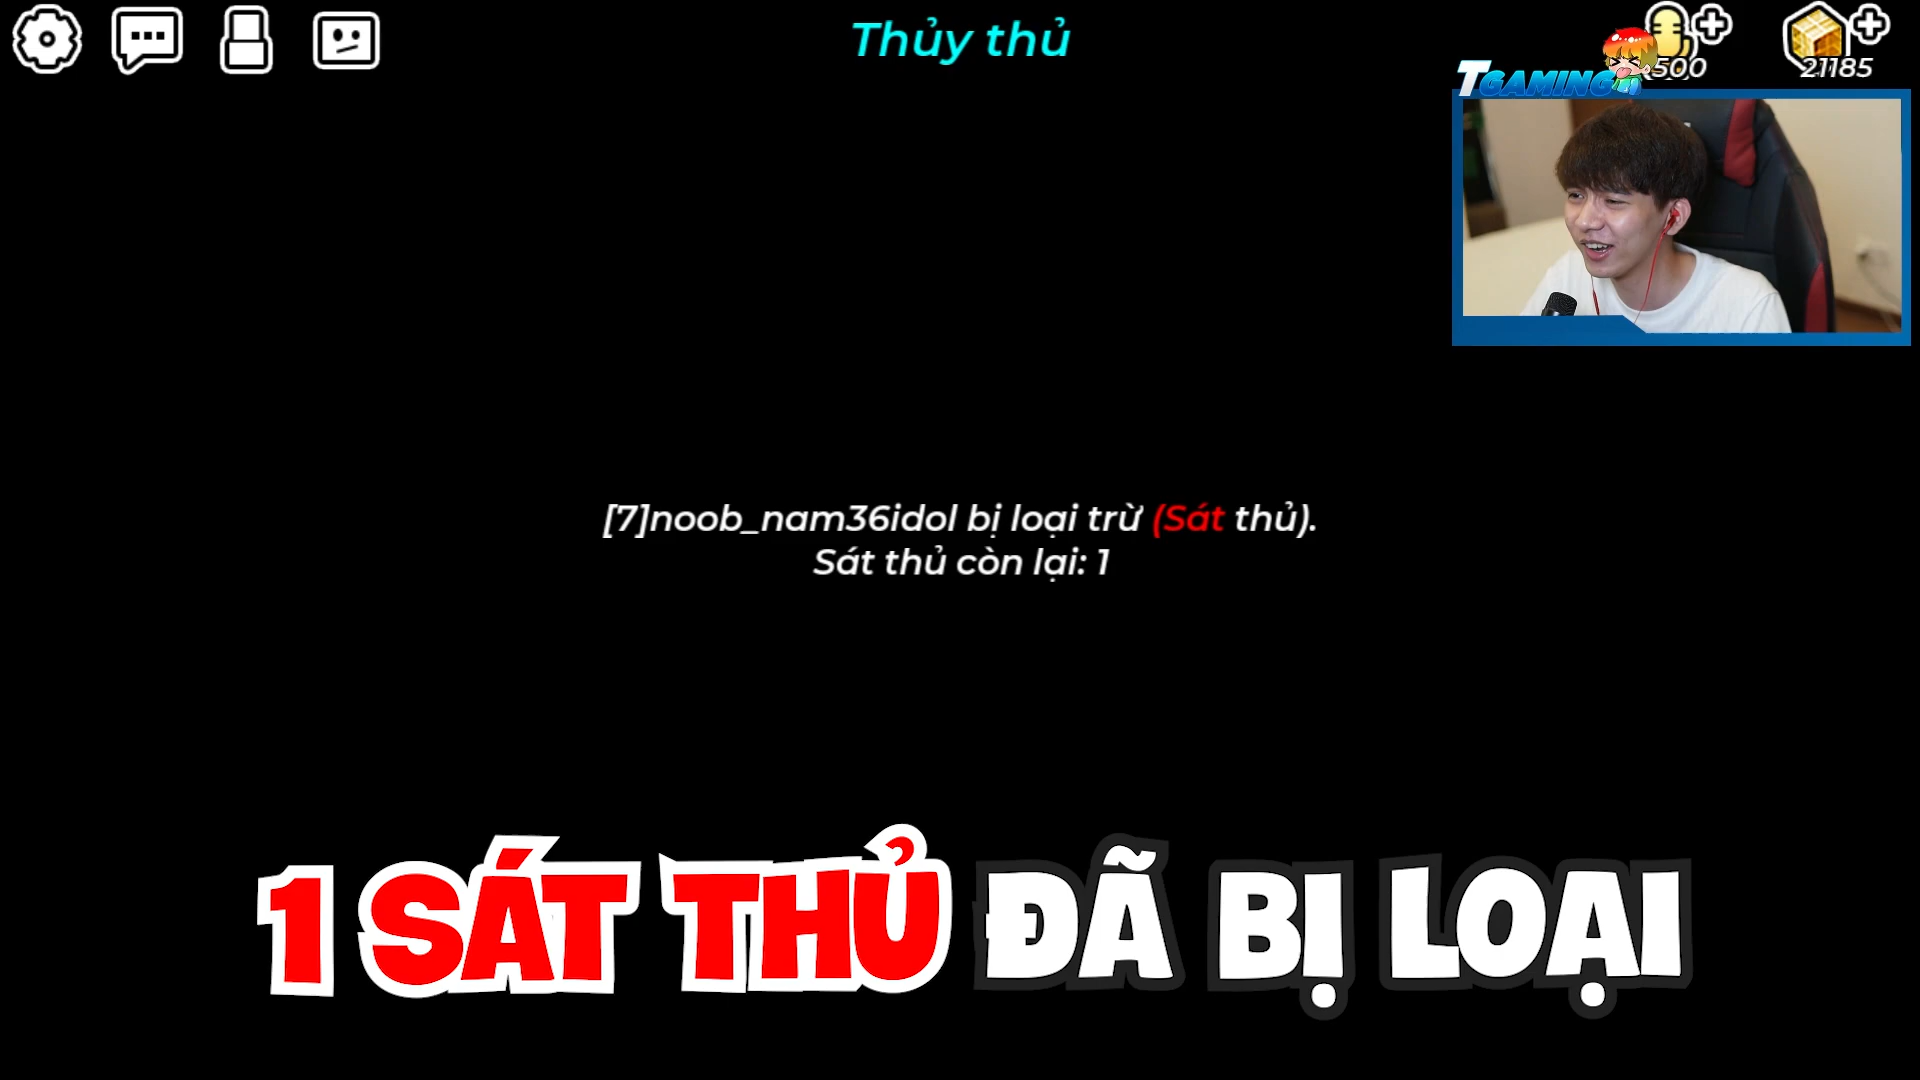 Thủy thủ
500
21185
TGAMING
[7]noob_nam36idol bị loại trừ (Sát thủ).
Sát thủ còn lại: 1
1 SÁT THỦ ĐÃ BỊ LOẠI